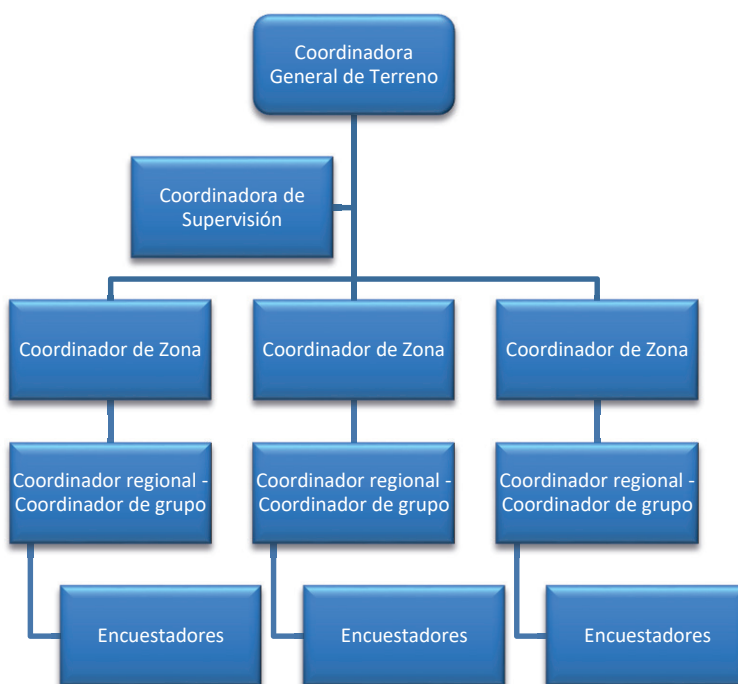 Coordinadora
General de Terreno
Coordinadora de
Supervisión
Coordinador de Zona
Coordinador de Zona
Coordinador de Zona
Coordinador regional -
Coordinador de grupo
Coordinador regional -
Coordinador de grupo
Coordinador regional -
Coordinador de grupo
Encuestadores
Encuestadores
Encuestadores